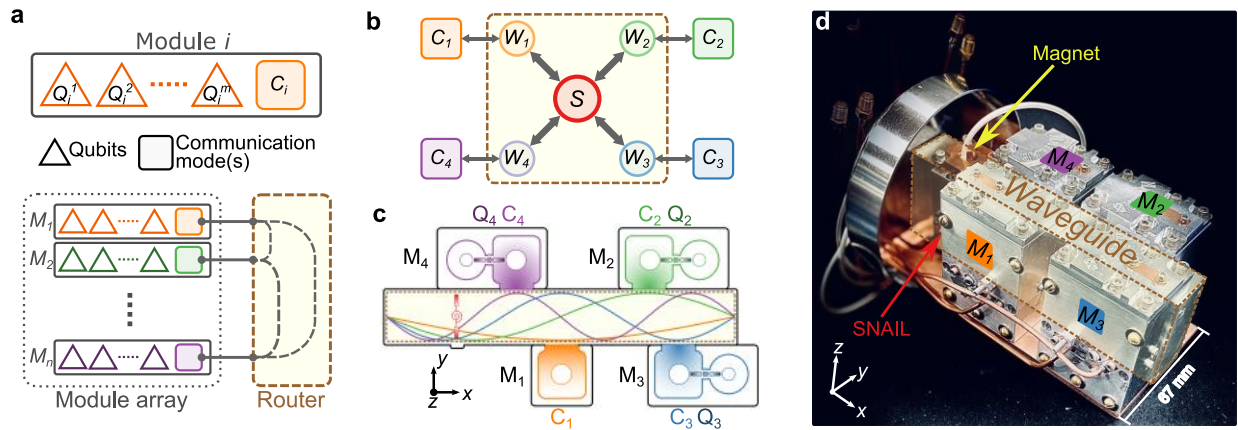 a
Module i
Q_i^1 Q_i^2 Q_i^m C_i
Qubits
Communication
mode(s)
M_1
M_2
M_n
Module array
Router
b
C_1 W_1 W_2 C_2
S
C_4 W_4 W_3 C_3
c
Q_4 C_4 C_2 Q_2
M_4 M_2
y
z x
M_1 M_3
C_1 C_3 Q_3
d
Magnet
M_4
M_2
Waveguide
M_1
M_3
SNAIL
67 mm
z
y
x